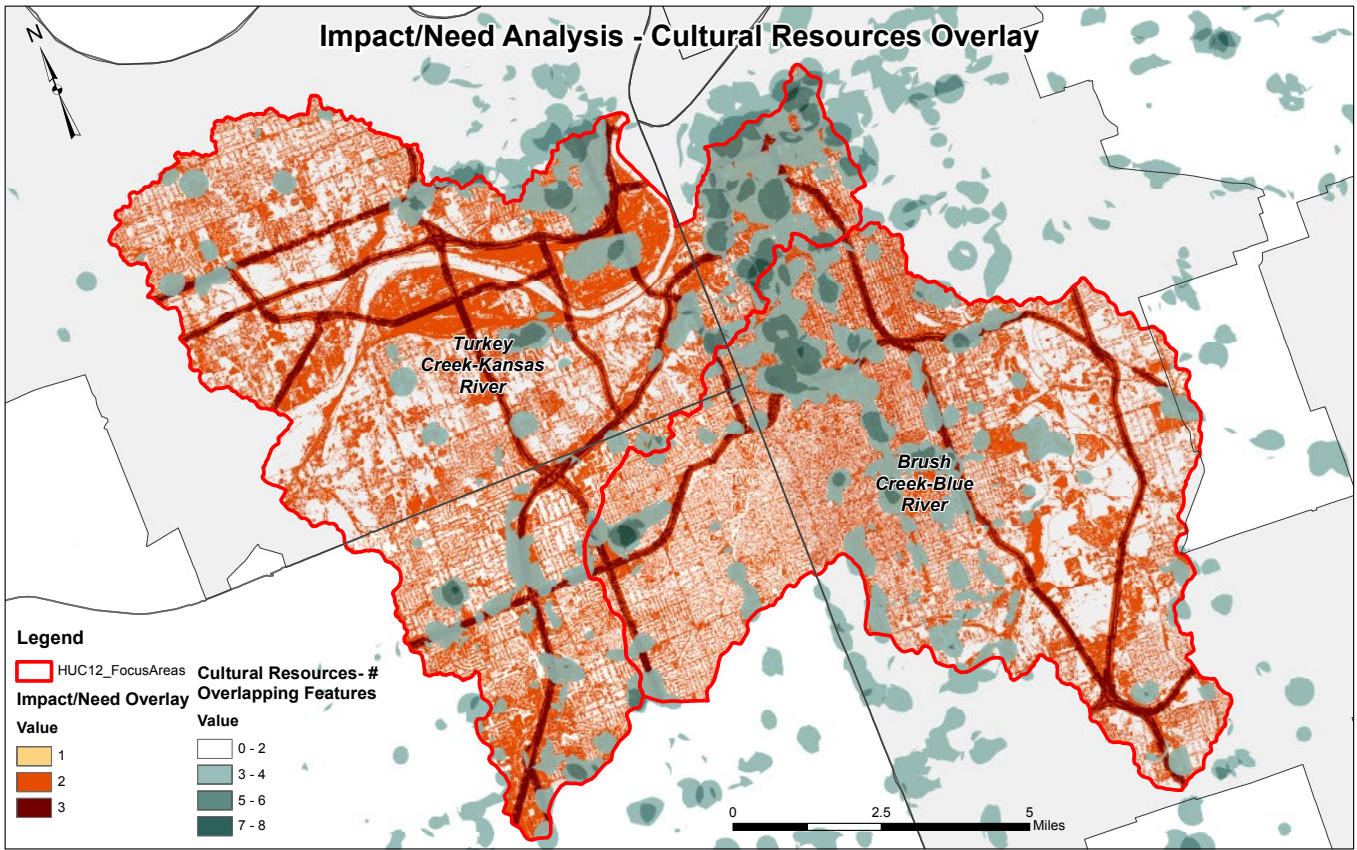 Impact/Need Analysis - Cultural Resources Overlay
N
Turkey
Creek-Kansas
River
Brush
Creek-Blue
River
Legend
HUC12_FocusAreas
Impact/Need Overlay
Value
1
2
3
Cultural Resources- #
Overlapping Features
Value
0 - 2
3 - 4
5 - 6
7 - 8
0 2.5 5
Miles